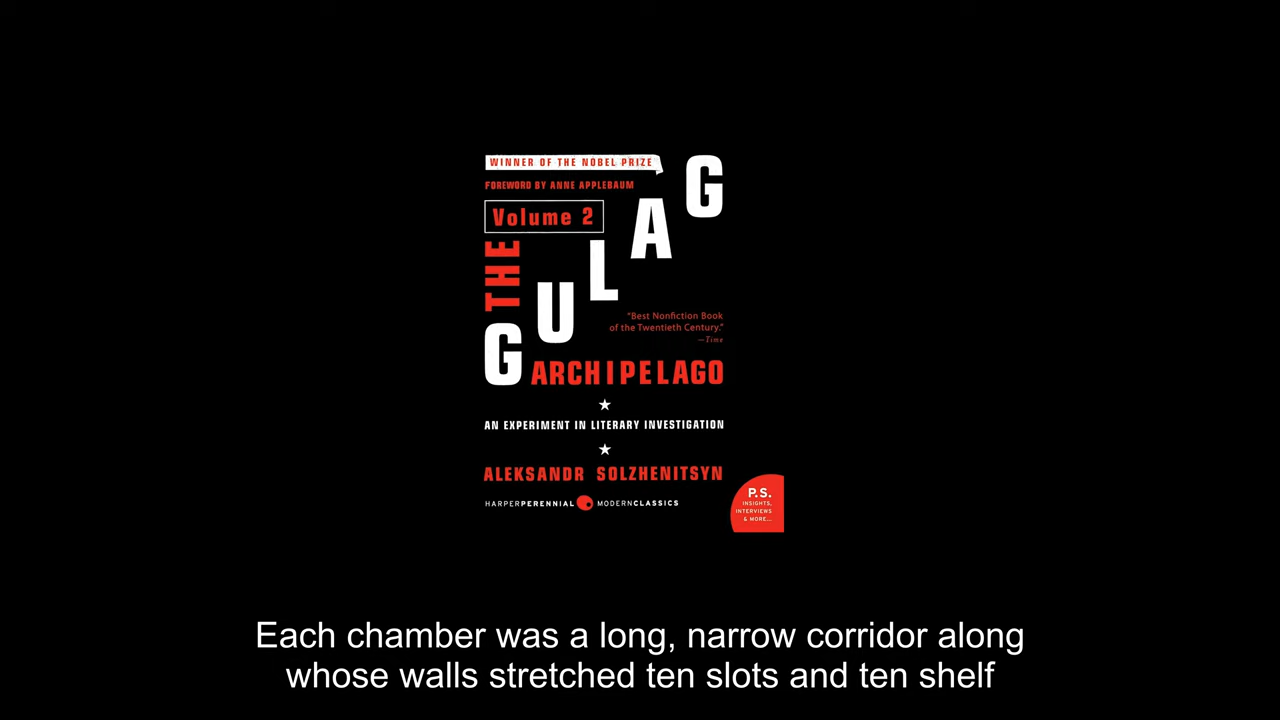 WINNER OF THE NOBEL PRIZE
FOREWORD BY ANNE APPLEBAUM
Volume 2
THE
GULAG
"Best Nonfiction Book
of the Twentieth Century."
—Time
ARCHIPELAGO
AN EXPERIMENT IN LITERARY INVESTIGATION
ALEKSANDR SOLZHENITSYN
HARPERPERENNIAL MODERNCLASSICS
P.S.
INSIGHTS,
INTERVIEWS
& MORE...
Each chamber was a long, narrow corridor along
whose walls stretched ten slots and ten shelf